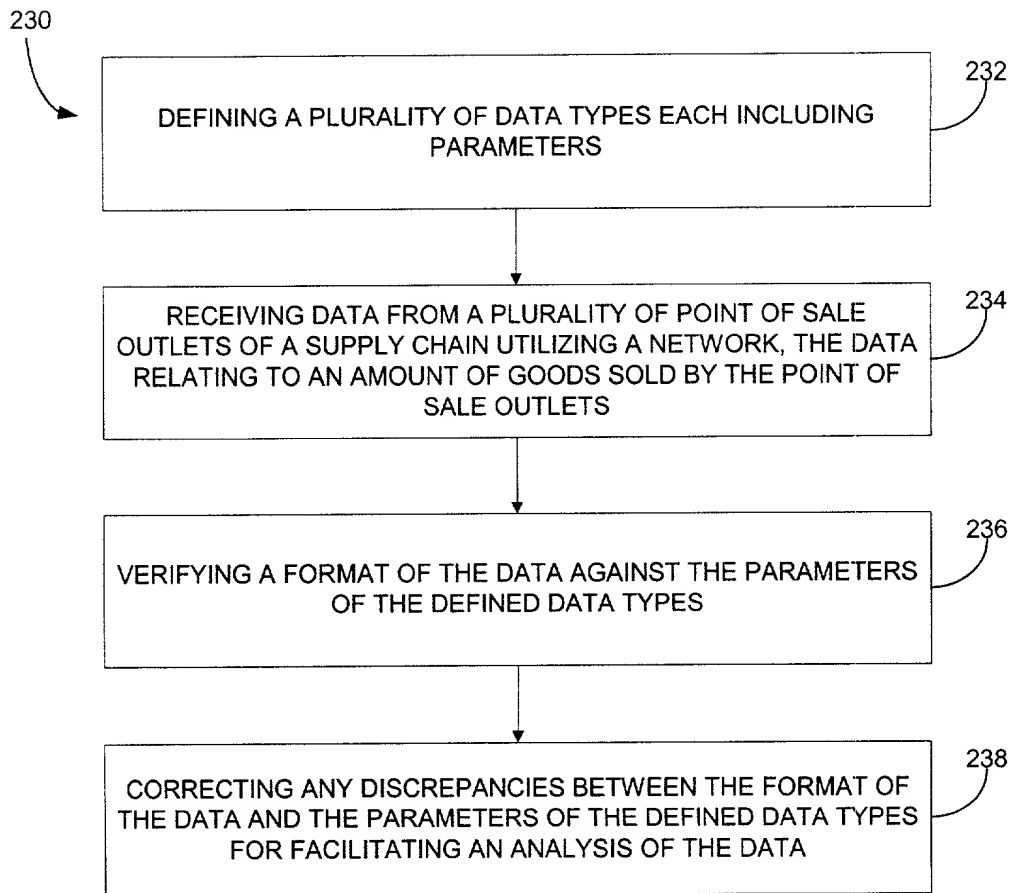 230
232
DEFINING A PLURALITY OF DATA TYPES EACH INCLUDING
PARAMETERS
234
RECEIVING DATA FROM A PLURALITY OF POINT OF SALE
OUTLETS OF A SUPPLY CHAIN UTILIZING A NETWORK, THE DATA
RELATING TO AN AMOUNT OF GOODS SOLD BY THE POINT OF
SALE OUTLETS
236
VERIFYING A FORMAT OF THE DATA AGAINST THE PARAMETERS
OF THE DEFINED DATA TYPES
238
CORRECTING ANY DISCREPANCIES BETWEEN THE FORMAT OF
THE DATA AND THE PARAMETERS OF THE DEFINED DATA TYPES
FOR FACILITATING AN ANALYSIS OF THE DATA